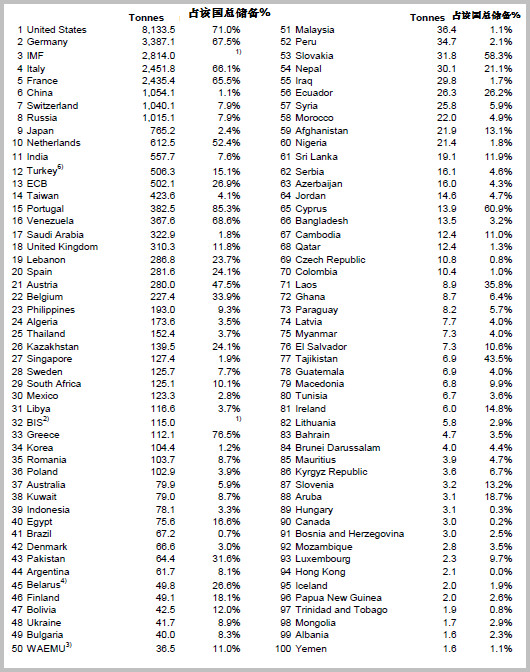 Tonnes 占该国总储备%
1 United States 8,133.5 71.0%
2 Germany 3,387.1 67.5%
3 IMF 2,814.0 1)
4 Italy 2,451.8 66.1%
5 France 2,435.4 65.5%
6 China 1,054.1 1.1%
7 Switzerland 1,040.1 7.9%
8 Russia 1,015.1 7.9%
9 Japan 765.2 2.4%
10 Netherlands 612.5 52.4%
11 India 557.7 7.6%
12 Turkey6) 506.3 15.1%
13 ECB 502.1 26.9%
14 Taiwan 423.6 4.1%
15 Portugal 382.5 85.3%
16 Venezuela 367.6 68.6%
17 Saudi Arabia 322.9 1.8%
18 United Kingdom 310.3 11.8%
19 Lebanon 286.8 23.7%
20 Spain 281.6 24.1%
21 Austria 280.0 47.5%
22 Belgium 227.4 33.9%
23 Philippines 193.0 9.3%
24 Algeria 173.6 3.5%
25 Thailand 152.4 3.7%
26 Kazakhstan 139.5 24.1%
27 Singapore 127.4 1.9%
28 Sweden 125.7 7.7%
29 South Africa 125.1 10.1%
30 Mexico 123.3 2.8%
31 Libya 116.6 3.7%
32 BIS2) 115.0 1)
33 Greece 112.1 76.5%
34 Korea 104.4 1.2%
35 Romania 103.7 8.7%
36 Poland 102.9 3.9%
37 Australia 79.9 5.9%
38 Kuwait 79.0 8.7%
39 Indonesia 78.1 3.3%
40 Egypt 75.6 16.6%
41 Brazil 67.2 0.7%
42 Denmark 66.6 3.0%
43 Pakistan 64.4 31.6%
44 Argentina 61.7 8.1%
45 Belarus4) 49.8 26.6%
46 Finland 49.1 18.1%
47 Bolivia 42.5 12.0%
48 Ukraine 41.7 8.9%
49 Bulgaria 40.0 8.3%
50 WAEMU3) 36.5 11.0%
Tonnes 占该国总储备%
51 Malaysia 36.4 1.1%
52 Peru 34.7 2.1%
53 Slovakia 31.8 58.3%
54 Nepal 30.1 21.1%
55 Iraq 29.8 1.7%
56 Ecuador 26.3 26.2%
57 Syria 25.8 5.9%
58 Morocco 22.0 4.9%
59 Afghanistan 21.9 13.1%
60 Nigeria 21.4 1.8%
61 Sri Lanka 19.1 11.9%
62 Serbia 16.1 4.6%
63 Azerbaijan 16.0 4.3%
64 Jordan 14.6 4.7%
65 Cyprus 13.9 60.9%
66 Bangladesh 13.5 3.2%
67 Cambodia 12.4 11.0%
68 Qatar 12.4 1.3%
69 Czech Republic 10.8 0.8%
70 Colombia 10.4 1.0%
71 Laos 8.9 35.8%
72 Ghana 8.7 6.4%
73 Paraguay 8.2 5.7%
74 Latvia 7.7 4.0%
75 Myanmar 7.3 4.0%
76 El Salvador 7.3 10.6%
77 Tajikistan 6.9 43.5%
78 Guatemala 6.9 4.0%
79 Macedonia 6.8 9.9%
80 Tunisia 6.7 3.6%
81 Ireland 6.0 14.8%
82 Lithuania 5.8 2.9%
83 Bahrain 4.7 3.5%
84 Brunei Darussalam 4.0 4.4%
85 Mauritius 3.9 4.7%
86 Kyrgyz Republic 3.6 6.7%
87 Slovenia 3.2 13.2%
88 Aruba 3.1 18.7%
89 Hungary 3.1 0.3%
90 Canada 3.0 0.2%
91 Bosnia and Herzegovina 3.0 2.5%
92 Mozambique 2.8 3.5%
93 Luxembourg 2.3 9.7%
94 Hong Kong 2.1 0.0%
95 Iceland 2.0 1.9%
96 Papua New Guinea 2.0 2.6%
97 Trinidad and Tobago 1.9 0.8%
98 Mongolia 1.7 2.9%
99 Albania 1.6 2.3%
100 Yemen 1.6 1.1%